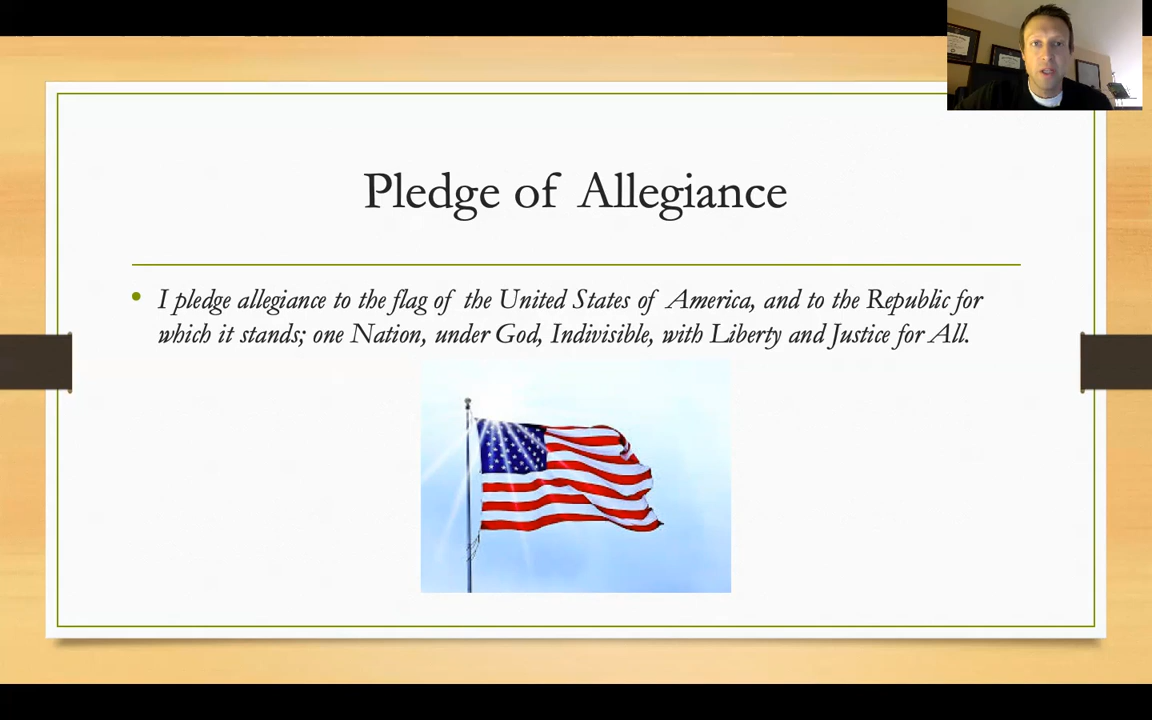 Pledge of Allegiance
I pledge allegiance to the flag of the United States of America, and to the Republic for
which it stands; one Nation, under God, Indivisible, with Liberty and Justice for All.